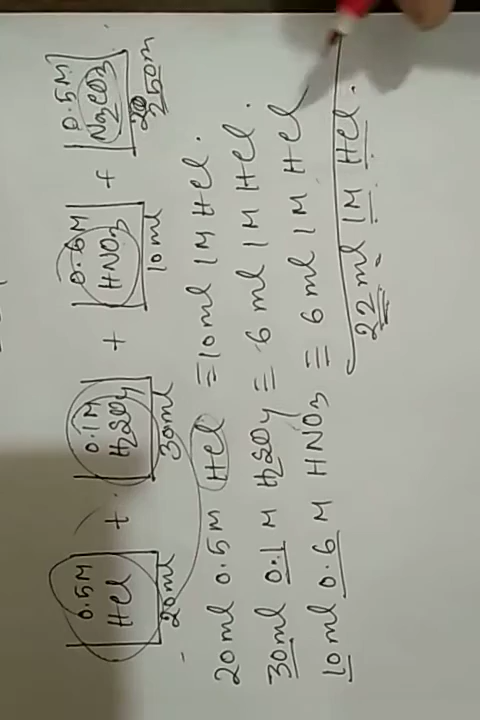 0.5M HCl + 0.1M H₂SO₄ + 0.6M HNO₃ + 0.5M Na₂CO₃
20ml 30ml 10ml 250m
20ml 0.5M HCl ≡ 10ml 1M HCl.
30ml 0.1M H₂SO₄ ≡ 6ml 1M HCl.
10ml 0.6M HNO₃ ≡ 6ml 1M HCl
22ml 1M HCl.